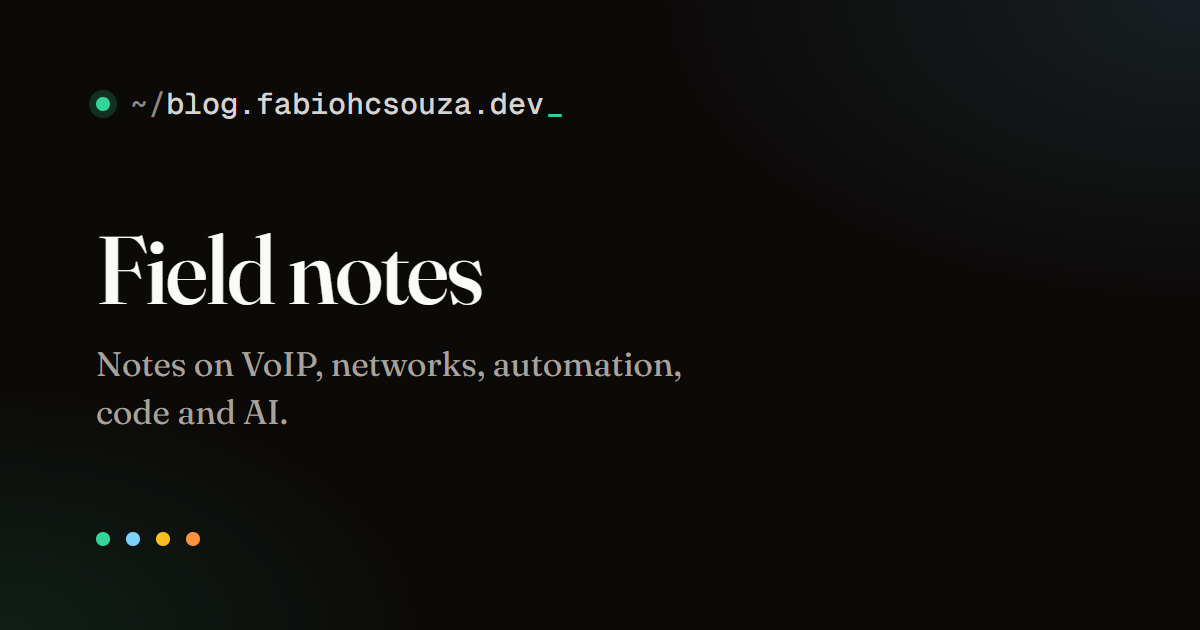 ~/blog.fabiohcsouza.dev_
Field notes
Notes on VoIP, networks, automation,
code and AI.